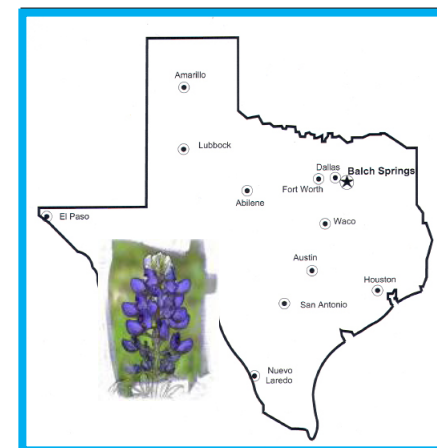 Amarillo
Lubbock
Dallas
Balch Springs
Fort Worth
Abilene
El Paso
Waco
Austin
Houston
San Antonio
Nuevo
Laredo